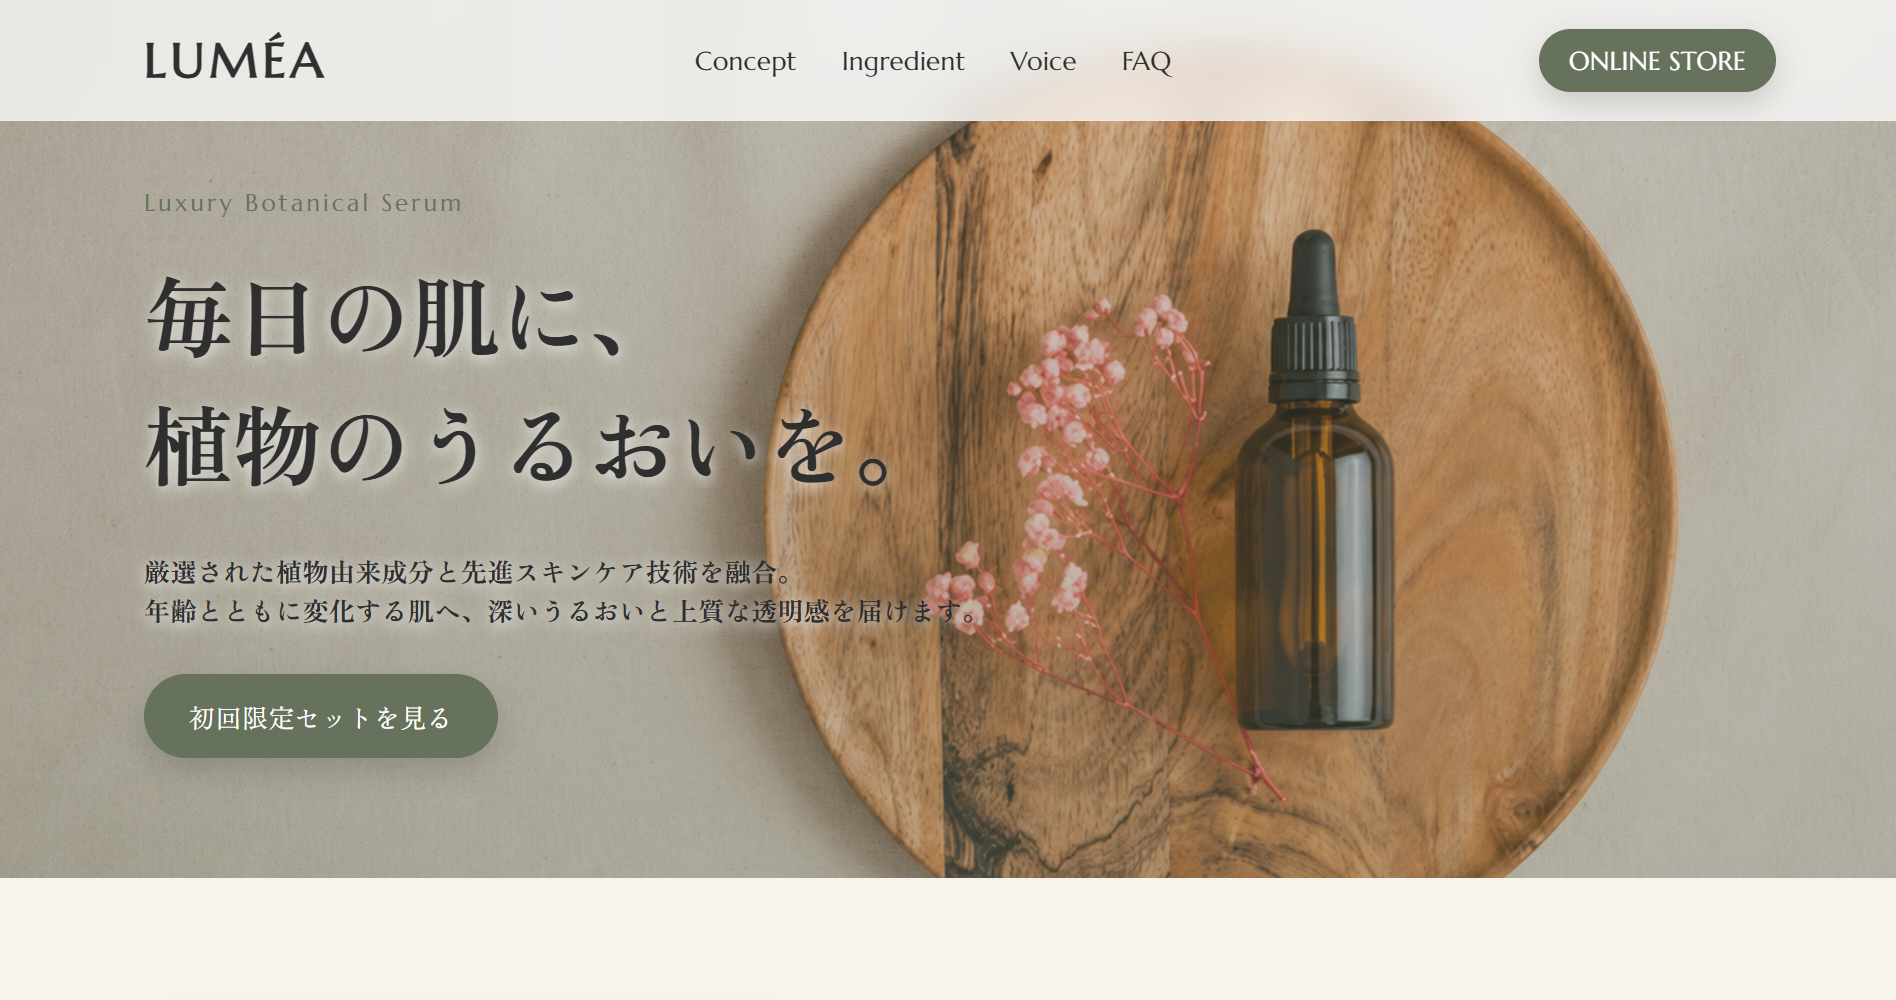 LUMÉA
Concept
Ingredient
Voice
FAQ
ONLINE STORE
Luxury Botanical Serum
毎日の肌に、
植物のうるおいを。
厳選された植物由来成分と先進スキンケア技術を融合。
年齢とともに変化する肌へ、深いうるおいと上質な透明感を届けます。
初回限定セットを見る